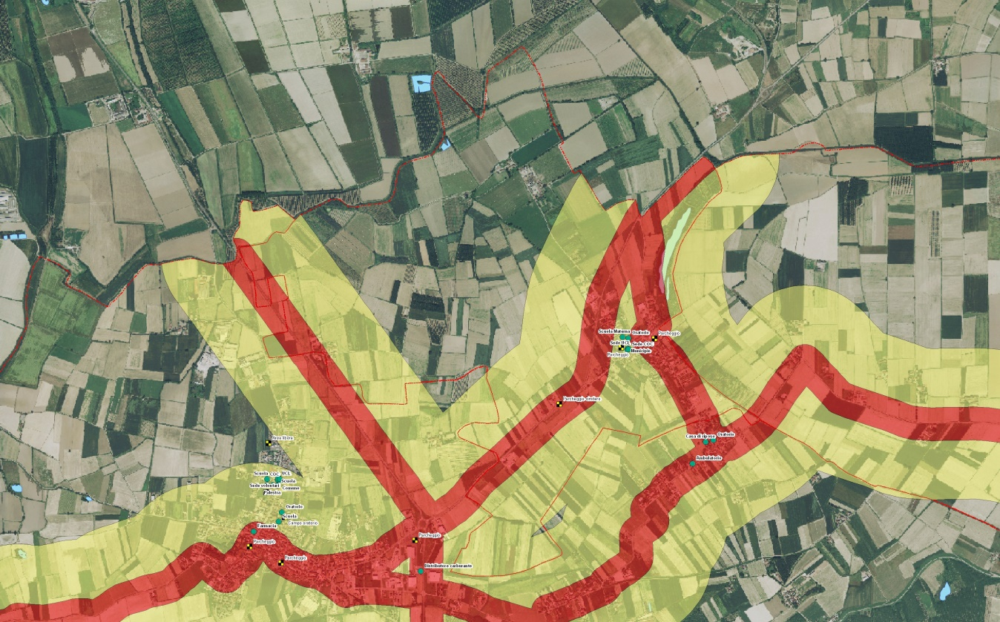 Scuola Materna Oratorio
Parcheggio
Sede UCL Sede COC
Municipio
Parcheggio
Parcheggio cimitero
Casa di riposo Oratorio
Ambulatorio
Area libera
Scuola COC UCL
Scuola
Sede volontari Comune
Palestra
Oratorio
Scuola
Campo oratorio
Farmacia
Parcheggio
Parcheggio
Parcheggio
Distributore carburante